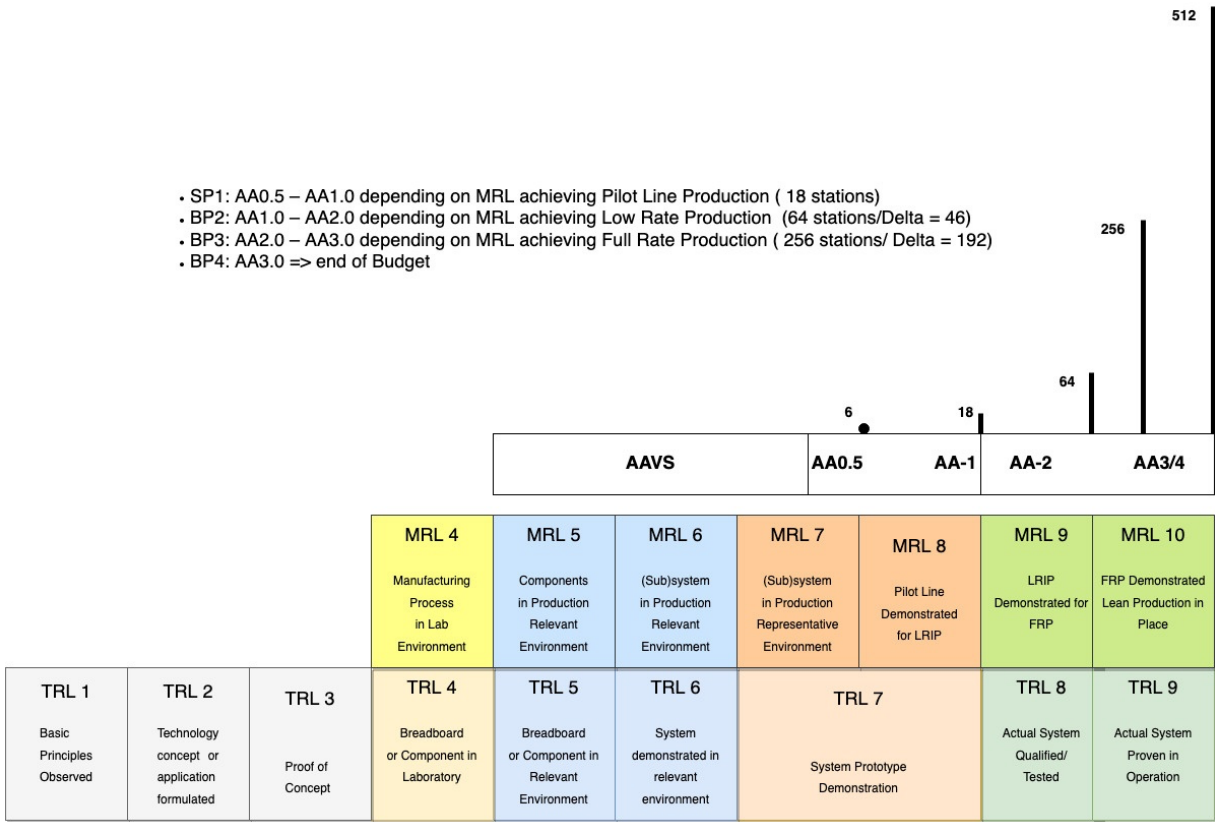 512
• SP1: AA0.5 – AA1.0 depending on MRL achieving Pilot Line Production ( 18 stations)
• BP2: AA1.0 – AA2.0 depending on MRL achieving Low Rate Production (64 stations/Delta = 46)
• BP3: AA2.0 – AA3.0 depending on MRL achieving Full Rate Production ( 256 stations/ Delta = 192)
• BP4: AA3.0 => end of Budget
256
64
6
18
AAVS
AA0.5
AA-1
AA-2
AA3/4
MRL 4
Manufacturing
Process
in Lab
Environment
MRL 5
Components
in Production
Relevant
Environment
MRL 6
(Sub)system
in Production
Relevant
Environment
MRL 7
(Sub)system
in Production
Representative
Environment
MRL 8
Pilot Line
Demonstrated
for LRIP
MRL 9
LRIP
Demonstrated for
FRP
MRL 10
FRP Demonstrated
Lean Production in
Place
TRL 1
Basic
Principles
Observed
TRL 2
Technology
concept or
application
formulated
TRL 3
Proof of
Concept
TRL 4
Breadboard
or Component in
Laboratory
TRL 5
Breadboard
or Component in
Relevant
Environment
TRL 6
System
demonstrated in
relevant
environment
TRL 7
System Prototype
Demonstration
TRL 8
Actual System
Qualified/
Tested
TRL 9
Actual System
Proven in
Operation